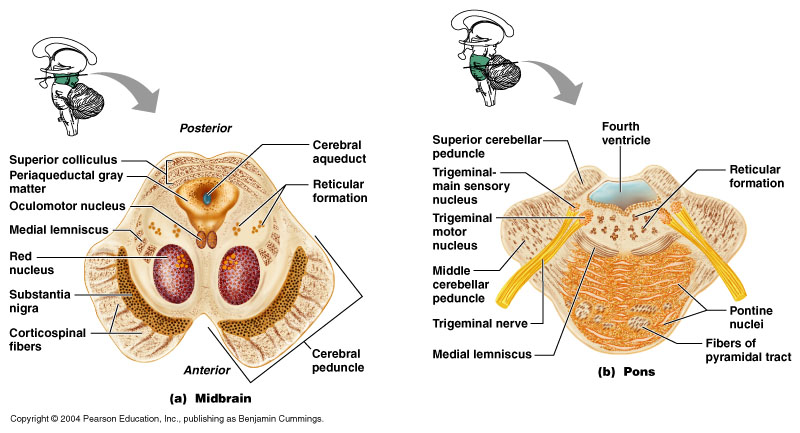 Posterior
Superior colliculus
Periaqueductal gray
matter
Oculomotor nucleus
Medial lemniscus
Red
nucleus
Substantia
nigra
Corticospinal
fibers
Cerebral
aqueduct
Reticular
formation
Anterior
Cerebral
peduncle
(a) Midbrain
Superior cerebellar
peduncle
Trigeminal-
main sensory
nucleus
Trigeminal
motor
nucleus
Middle
cerebellar
peduncle
Trigeminal nerve
Medial lemniscus
Fourth
ventricle
Reticular
formation
Pontine
nuclei
Fibers of
pyramidal tract
(b) Pons
Copyright © 2004 Pearson Education, Inc., publishing as Benjamin Cummings.